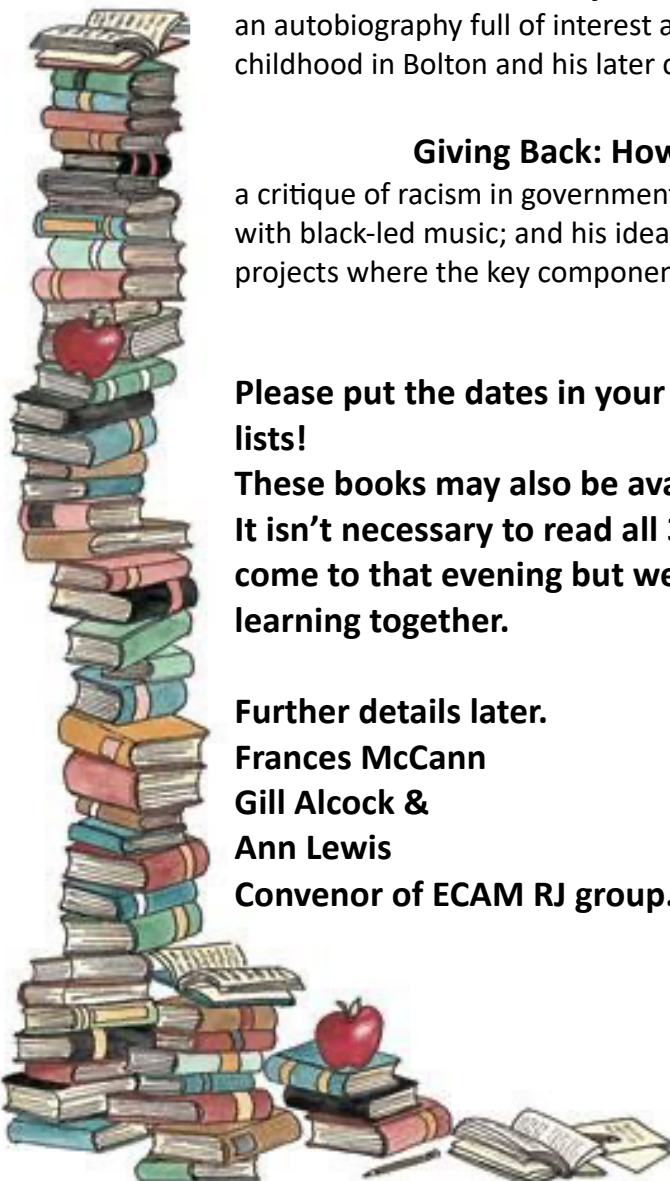 an autobiography full of interest a
childhood in Bolton and his later
Giving Back: How
a critique of racism in government
with black-led music; and his idea
projects where the key componen
Please put the dates in your
lists!
These books may also be ava
It isn't necessary to read all
come to that evening but we
learning together.
Further details later.
Frances McCann
Gill Alcock &
Ann Lewis
Convenor of ECAM RJ group.